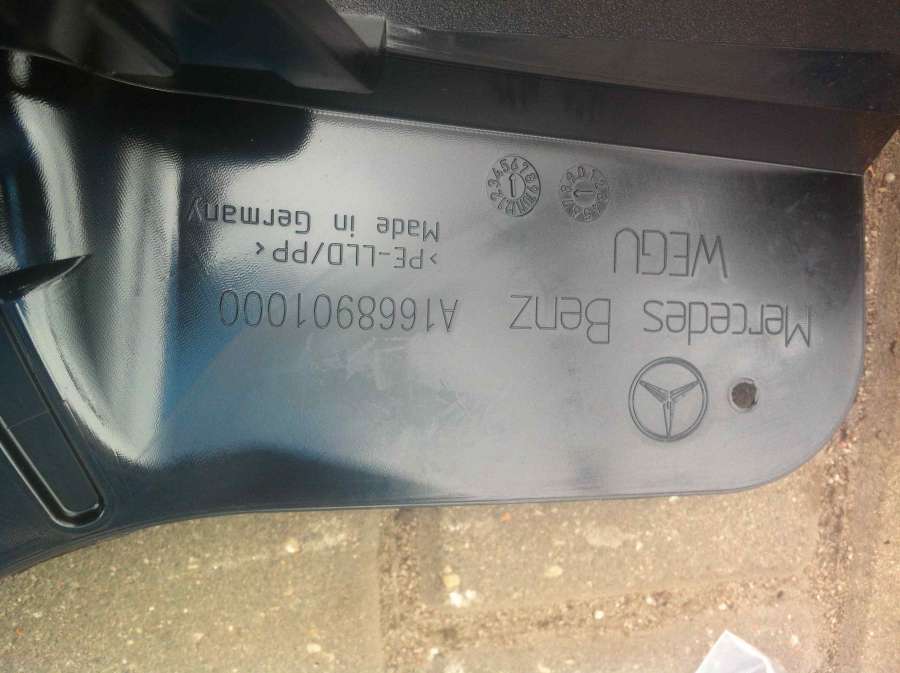 Mercedes Benz A1668901000
WEGU >PE-LLD/PP<
Made in Germany